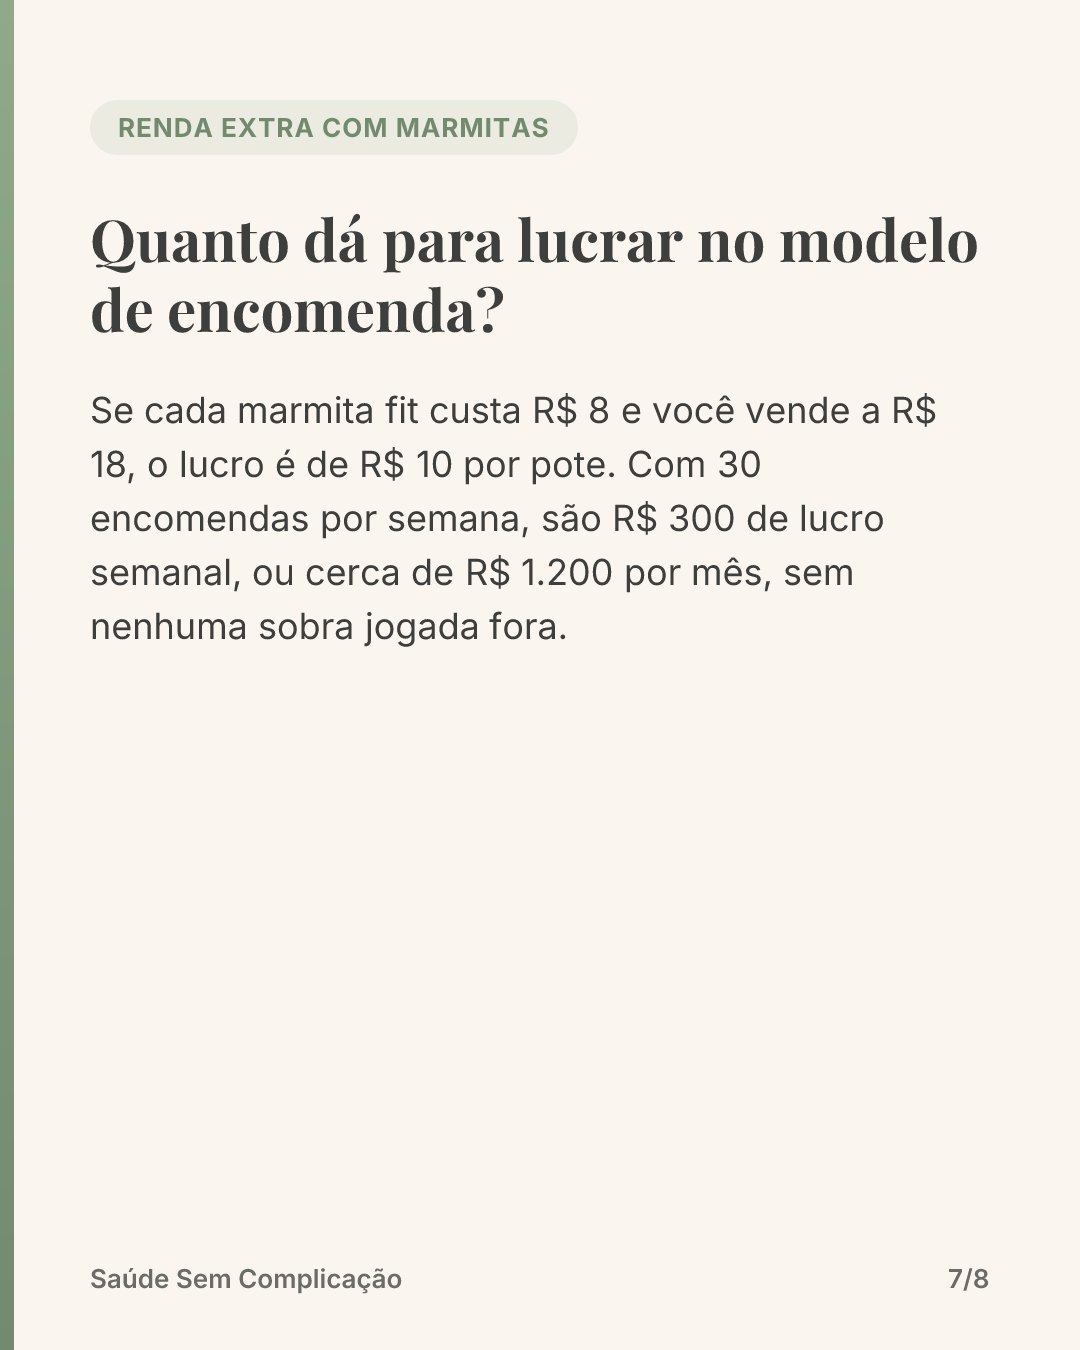 RENDA EXTRA COM MARMITAS
Quanto dá para lucrar no modelo
de encomenda?
Se cada marmita fit custa R$ 8 e você vende a R$
18, o lucro é de R$ 10 por pote. Com 30
encomendas por semana, são R$ 300 de lucro
semanal, ou cerca de R$ 1.200 por mês, sem
nenhuma sobra jogada fora.
Saúde Sem Complicação
7/8